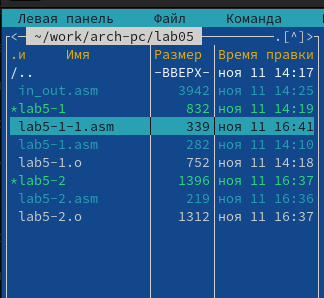 Левая панель Файл Команда
<- ~/work/arch-pc/lab05 .[^]>
.и Имя Размер Время правки
/.. -ВВЕРХ- ноя 11 14:17
in_out.asm 3942 ноя 11 14:25
*lab5-1 832 ноя 11 14:19
lab5-1-1.asm 339 ноя 11 16:41
lab5-1.asm 282 ноя 11 14:10
lab5-1.o 752 ноя 11 14:18
*lab5-2 1396 ноя 11 16:37
lab5-2.asm 219 ноя 11 16:36
lab5-2.o 1312 ноя 11 16:37